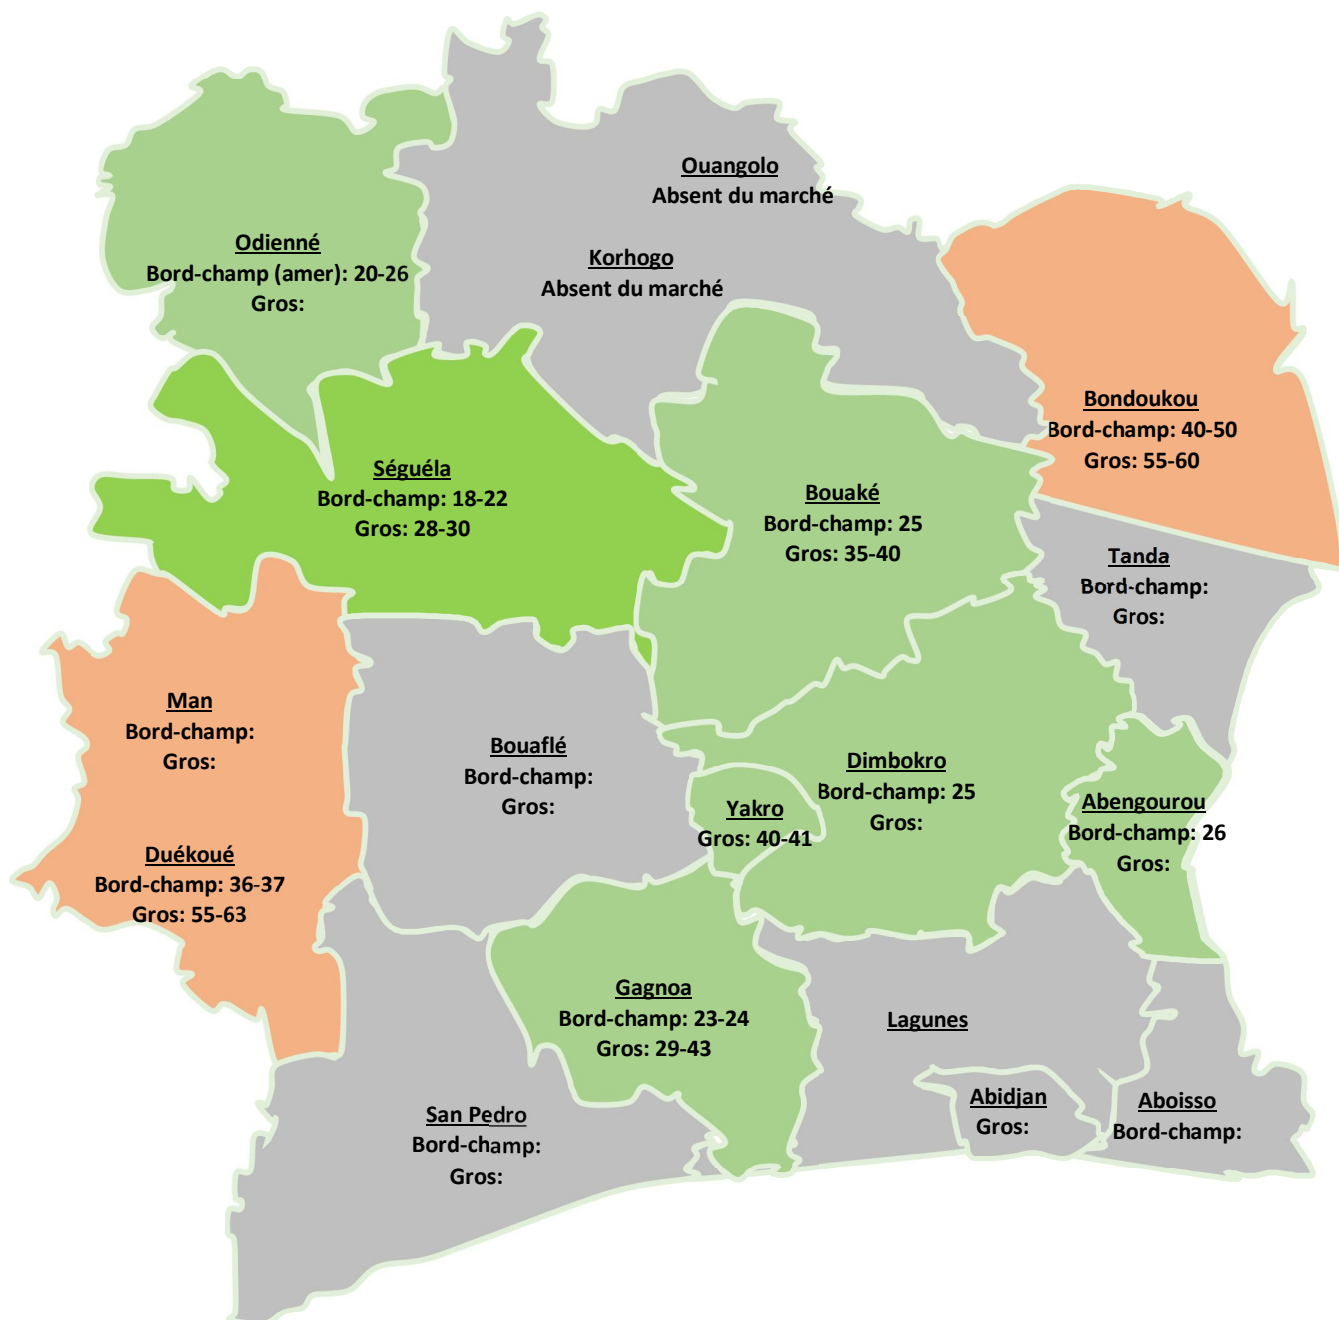 Ouangolo
Absent du marché
Odienné
Bord-champ (amer): 20-26
Gros:
Korhogo
Absent du marché
Bondoukou
Bord-champ: 40-50
Gros: 55-60
Séguéla
Bord-champ: 18-22
Gros: 28-30
Bouaké
Bord-champ: 25
Gros: 35-40
Tanda
Bord-champ:
Gros:
Man
Bord-champ:
Gros:
Bouaflé
Bord-champ:
Gros:
Dimbokro
Bord-champ: 25
Gros:
Yakro
Gros: 40-41
Abengourou
Bord-champ: 26
Gros:
Duékoué
Bord-champ: 36-37
Gros: 55-63
Gagnoa
Bord-champ: 23-24
Gros: 29-43
Lagunes
San Pedro
Bord-champ:
Gros:
Abidjan
Gros:
Aboisso
Bord-champ: